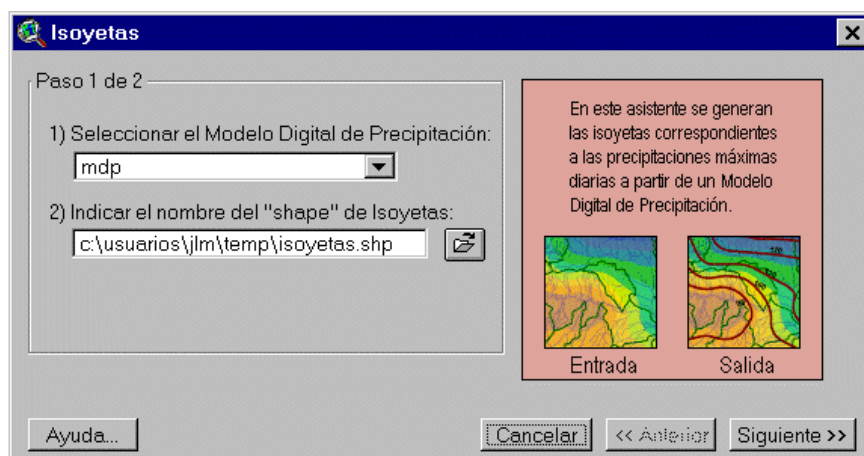 Isoyetas
Paso 1 de 2
1) Seleccionar el Modelo Digital de Precipitación:
mdp
2) Indicar el nombre del "shape" de Isoyetas:
c:\usuarios\jlm\temp\isoyetas.shp
En este asistente se generan
las isoyetas correspondientes
a las precipitaciones máximas
diarias a partir de un Modelo
Digital de Precipitación.
Entrada
Salida
Ayuda...
Cancelar
<< Anterior
Siguiente >>